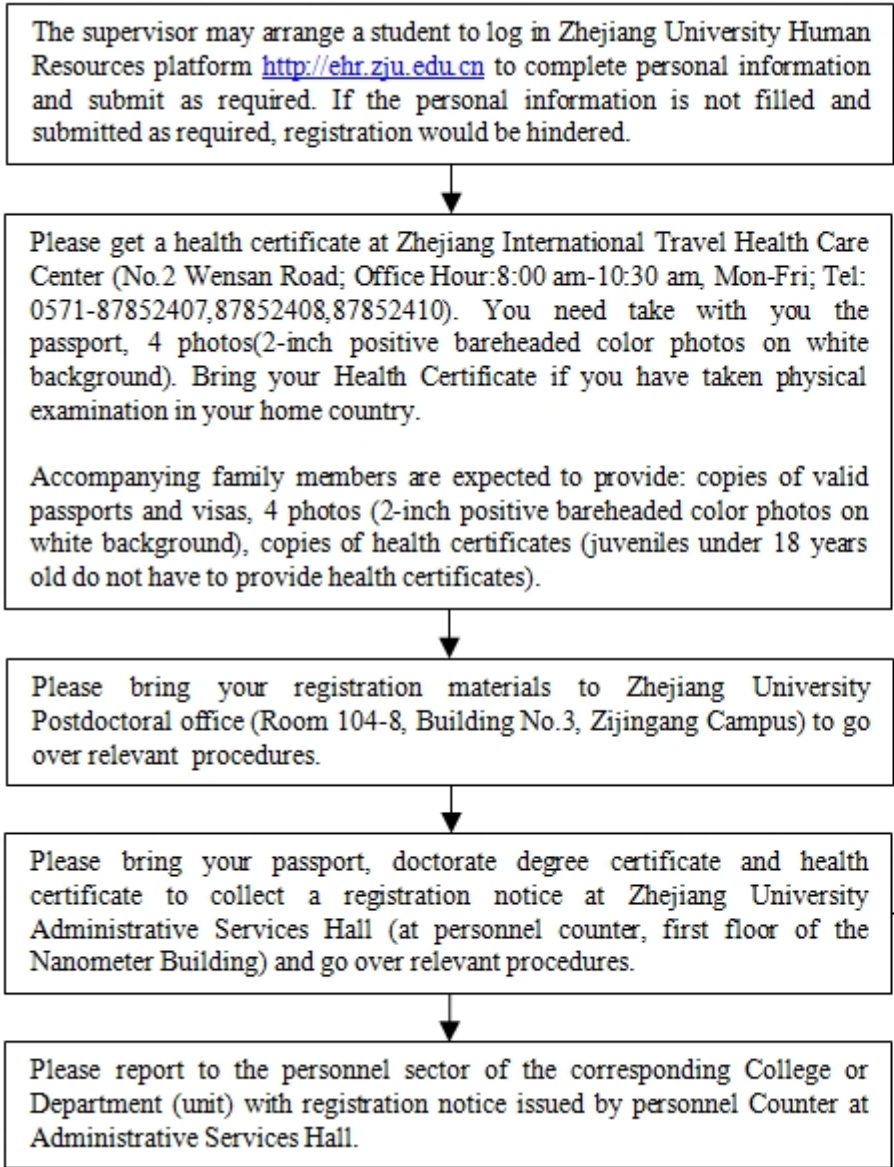 The supervisor may arrange a student to log in Zhejiang University Human
Resources platform http://ehr.zju.edu.cn to complete personal information
and submit as required. If the personal information is not filled and
submitted as required, registration would be hindered.
Please get a health certificate at Zhejiang International Travel Health Care
Center (No.2 Wensan Road; Office Hour:8:00 am-10:30 am, Mon-Fri; Tel:
0571-87852407,87852408,87852410). You need take with you the
passport, 4 photos(2-inch positive bareheaded color photos on white
background). Bring your Health Certificate if you have taken physical
examination in your home country.
Accompanying family members are expected to provide: copies of valid
passports and visas, 4 photos (2-inch positive bareheaded color photos on
white background), copies of health certificates (juveniles under 18 years
old do not have to provide health certificates).
Please bring your registration materials to Zhejiang University
Postdoctoral office (Room 104-8, Building No.3, Zijingang Campus) to go
over relevant procedures.
Please bring your passport, doctorate degree certificate and health
certificate to collect a registration notice at Zhejiang University
Administrative Services Hall (at personnel counter, first floor of the
Nanometer Building) and go over relevant procedures.
Please report to the personnel sector of the corresponding College or
Department (unit) with registration notice issued by personnel Counter at
Administrative Services Hall.